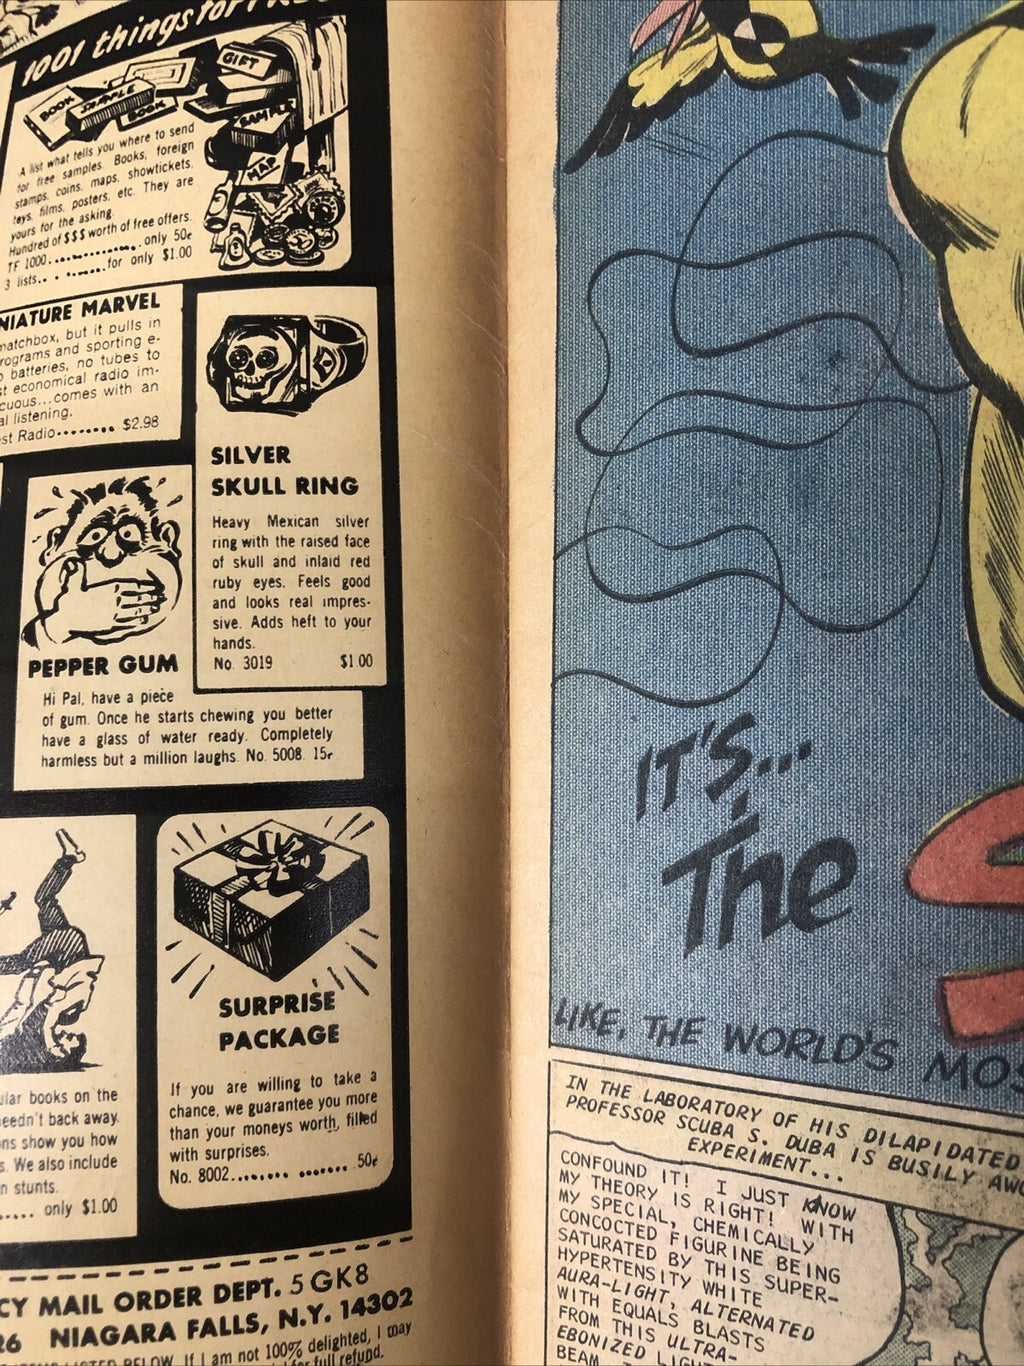 1001 things for
BOOK
SAMPLE
BOOK
GIFT
SAMPLE
MAP
A list what tells you where to send
for free samples. Books, foreign
stamps, coins, maps, showtickets,
toys, films, posters, etc. They are
yours for the asking.
Hundred of $$$ worth of free offers.
TF 1000.............. only 50¢
3 lists.. . .......for only $1.00
NIATURE MARVEL
matchbox, but it pulls in
rograms and sporting e-
batteries, no tubes to
st economical radio im-
cuous...comes with an
al listening.
est Radio........ $2.98
SILVER
SKULL RING
Heavy Mexican silver
ring with the raised face
of skull and inlaid red
ruby eyes. Feels good
and looks real impres-
sive. Adds heft to your
hands.
No. 3019 $1 00
PEPPER GUM
Hi Pal, have a piece
of gum. Once he starts chewing you better
have a glass of water ready. Completely
harmless but a million laughs. No. 5008. 15¢
ular books on the
needn't back away.
ons show you how
s. We also include
n stunts.
..... only $1.00
SURPRISE
PACKAGE
If you are willing to take a
chance, we guarantee you more
than your moneys worth, filled
with surprises.
No. 8002........ ....... .50¢
CY MAIL ORDER DEPT. 5GK8
26 NIAGARA FALLS, N.Y. 14302
ITEMS LISTED BELOW. If I am not 100% delighted, I may
for full refund.
IT'S...
The
S
LIKE, THE WORLD'S MOS
IN THE LABORATORY OF HIS DILAPIDATED
PROFESSOR SCUBA S. DUBA IS BUSILY AWO
EXPERIMENT...
CONFOUND IT! I JUST KNOW
MY THEORY IS RIGHT! WITH
MY SPECIAL, CHEMICALLY
CONCOCTED FIGURINE BEING
SATURATED BY THIS SUPER-
HYPERTENSITY WHITE
AURA-LIGHT, ALTERNATED
WITH EQUALS BLASTS
FROM THIS ULTRA-
EBONIZED LIGHT
BEAM